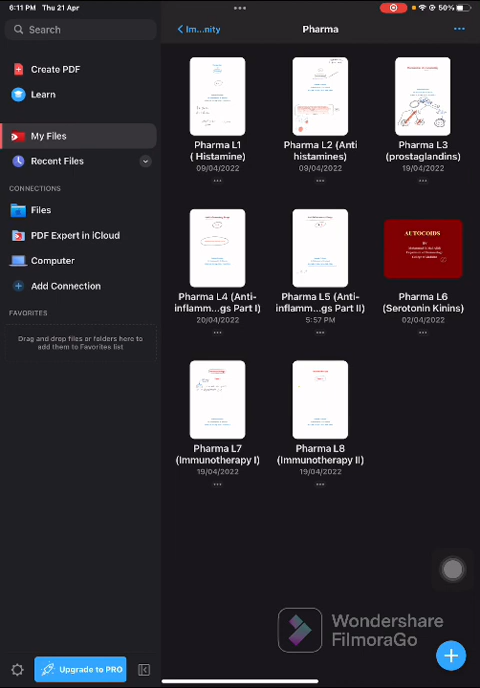 6:11 PM Thu 21 Apr
50%
Search
Create PDF
Learn
My Files
Recent Files
CONNECTIONS
Files
PDF Expert in iCloud
Computer
Add Connection
FAVORITES
Drag and drop files or folders here to
add them to Favorites list
Upgrade to PRO
Im...nity
Pharma
Pharma L1
( Histamine)
09/04/2022
Pharma L2 (Anti
histamines)
09/04/2022
Pharma L3
(prostaglandins)
19/04/2022
Pharma L4 (Anti-
inflamm...gs Part I)
20/04/2022
Pharma L5 (Anti-
inflamm...gs Part II)
5:57 PM
AUTOCOIDS
Pharma L6
(Serotonin Kinins)
02/04/2022
Pharma L7
(Immunotherapy I)
19/04/2022
Pharma L8
(Immunotherapy II)
19/04/2022
Wondershare
FilmoraGo